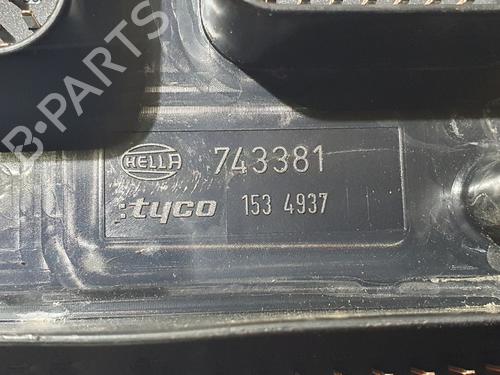 B-PARTS
HELLA 743381
:tyco 153 4937